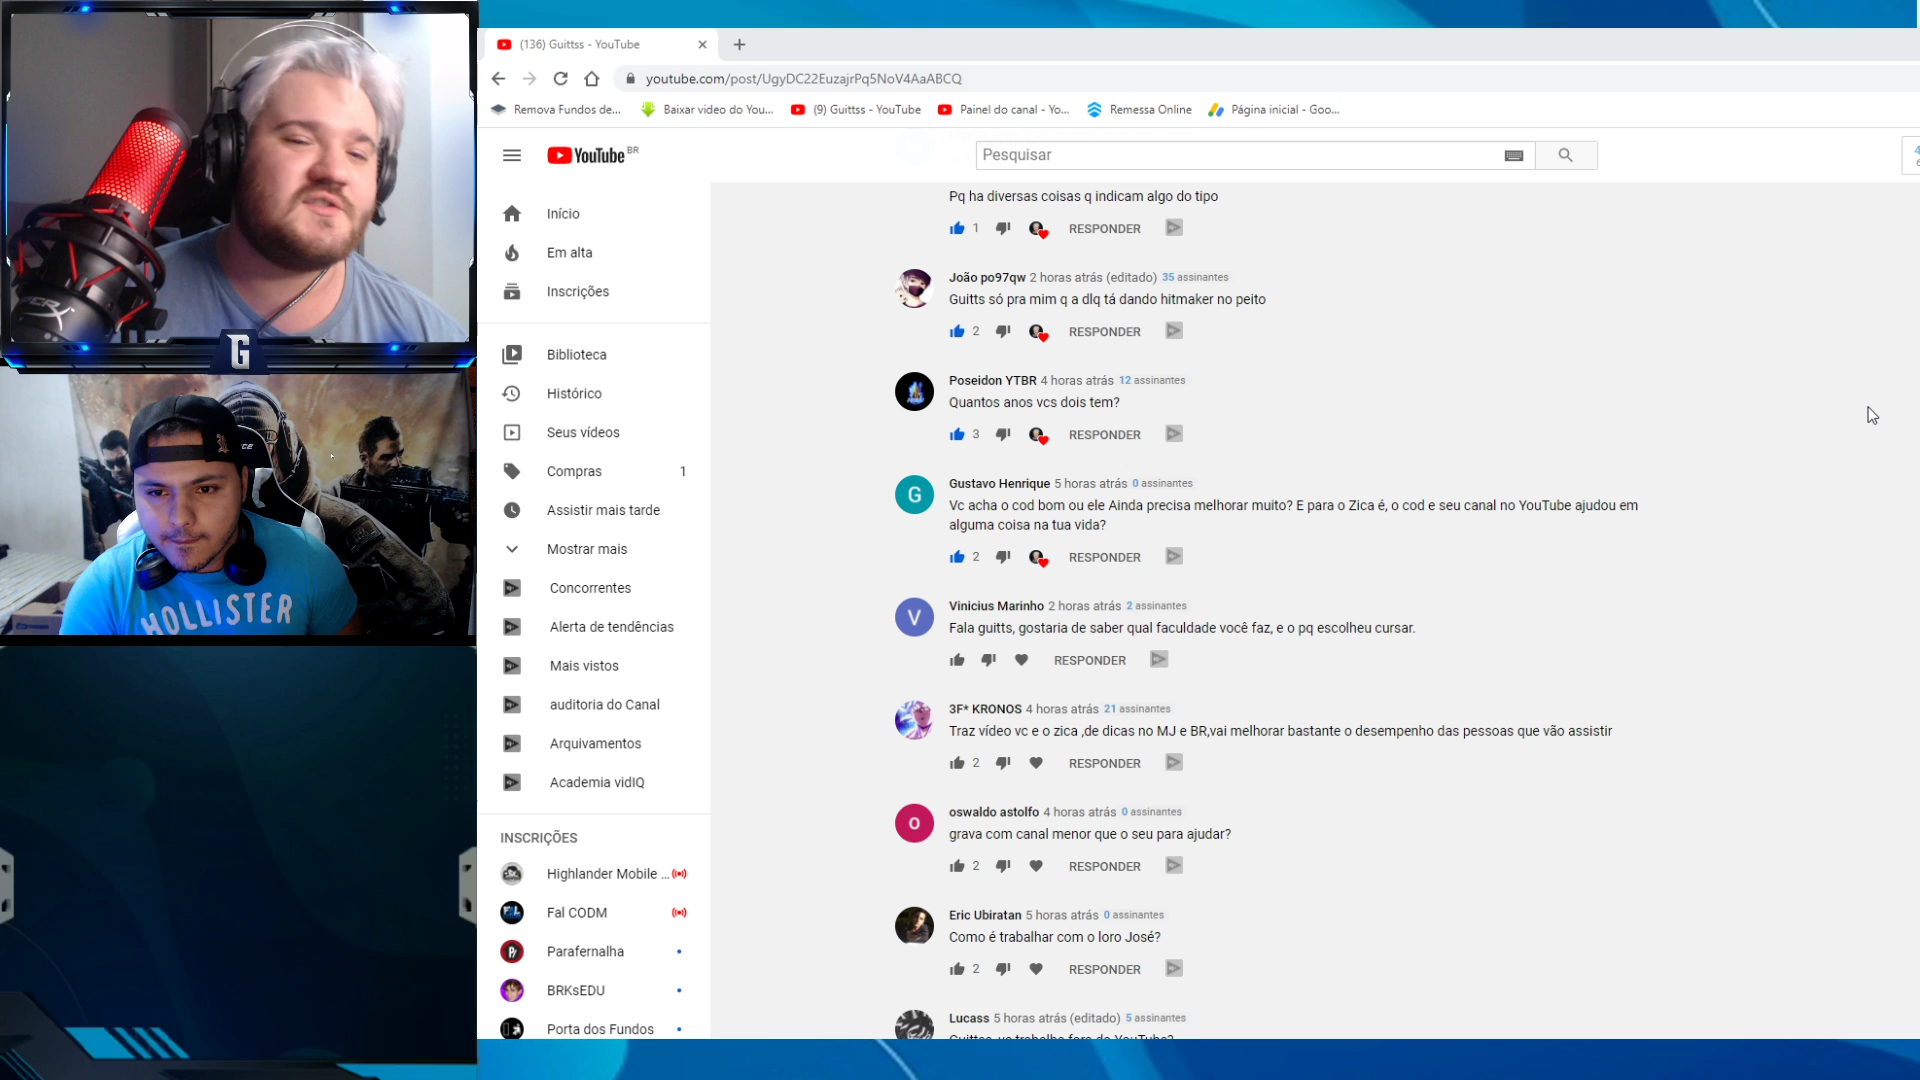 (136) Guittss - YouTube
youtube.com/post/UgyDC22EuzajrPq5NoV4AaABCQ
Remova Fundos de...
Baixar video do You...
(9) Guittss - YouTube
Painel do canal - Yo...
Remessa Online
Página inicial - Goo...
YouTube BR
Pesquisar
Início
Em alta
Inscrições
Biblioteca
Histórico
Seus vídeos
Compras 1
Assistir mais tarde
Mostrar mais
Concorrentes
Alerta de tendências
Mais vistos
auditoria do Canal
Arquivamentos
Academia vidIQ
INSCRIÇÕES
Highlander Mobile ...
Fal CODM
Parafernalha
BRKsEDU
Porta dos Fundos
Pq ha diversas coisas q indicam algo do tipo
1 RESPONDER
João po97qw 2 horas atrás (editado) 35 assinantes
Guitts só pra mim q a dlq tá dando hitmaker no peito
2 RESPONDER
Poseidon YTBR 4 horas atrás 12 assinantes
Quantos anos vcs dois tem?
3 RESPONDER
Gustavo Henrique 5 horas atrás 0 assinantes
Vc acha o cod bom ou ele Ainda precisa melhorar muito? E para o Zica é, o cod e seu canal no YouTube ajudou em
alguma coisa na tua vida?
2 RESPONDER
Vinicius Marinho 2 horas atrás 2 assinantes
Fala guitts, gostaria de saber qual faculdade você faz, e o pq escolheu cursar.
RESPONDER
3F* KRONOS 4 horas atrás 21 assinantes
Traz vídeo vc e o zica ,de dicas no MJ e BR,vai melhorar bastante o desempenho das pessoas que vão assistir
2 RESPONDER
oswaldo astolfo 4 horas atrás 0 assinantes
grava com canal menor que o seu para ajudar?
2 RESPONDER
Eric Ubiratan 5 horas atrás 0 assinantes
Como é trabalhar com o loro José?
2 RESPONDER
Lucass 5 horas atrás (editado) 5 assinantes
G
V
o
G
HOLLISTER